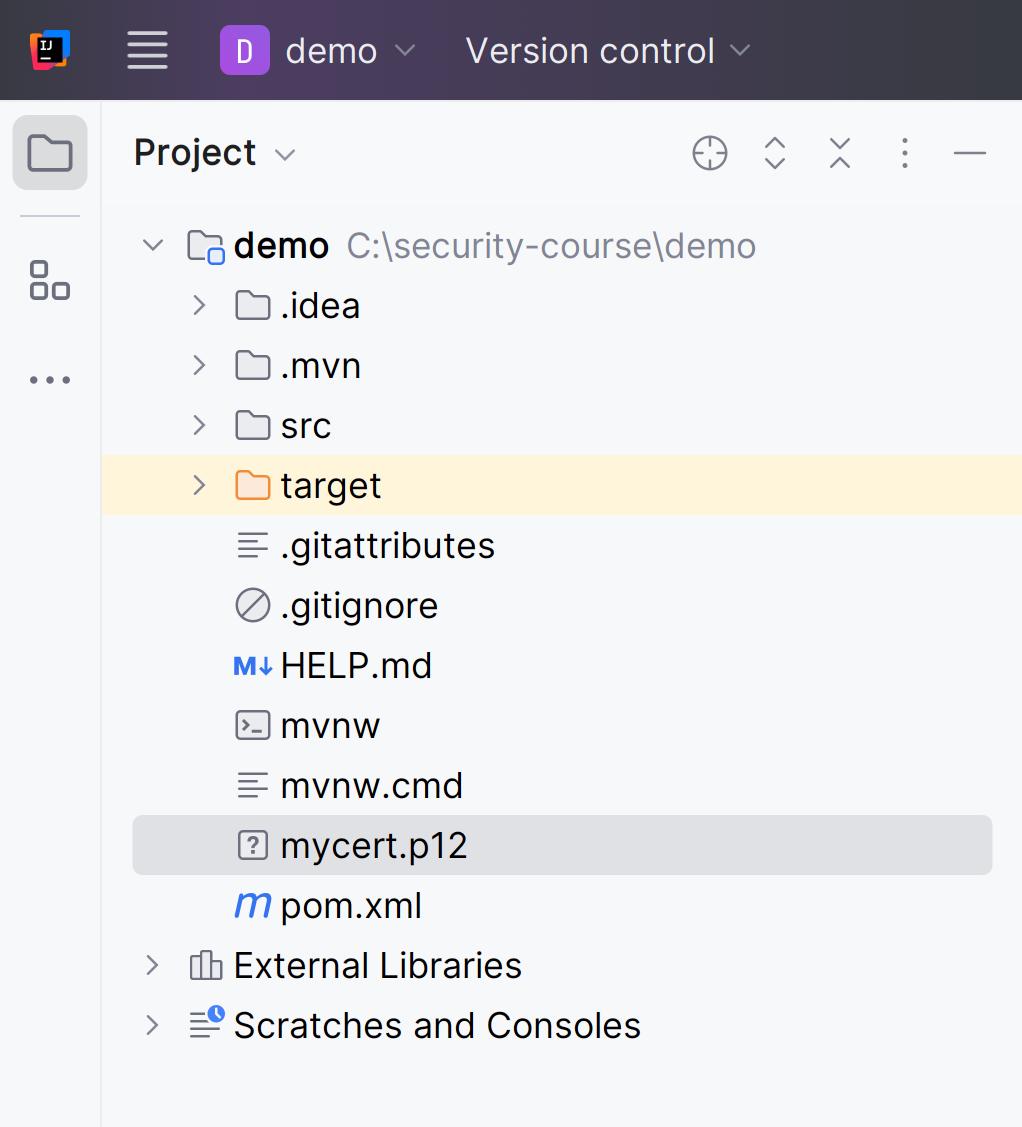 IJ D demo Version control
Project
demo C:\security-course\demo
.idea
.mvn
src
target
.gitattributes
.gitignore
M↓ HELP.md
mvnw
mvnw.cmd
? mycert.p12
m pom.xml
External Libraries
Scratches and Consoles